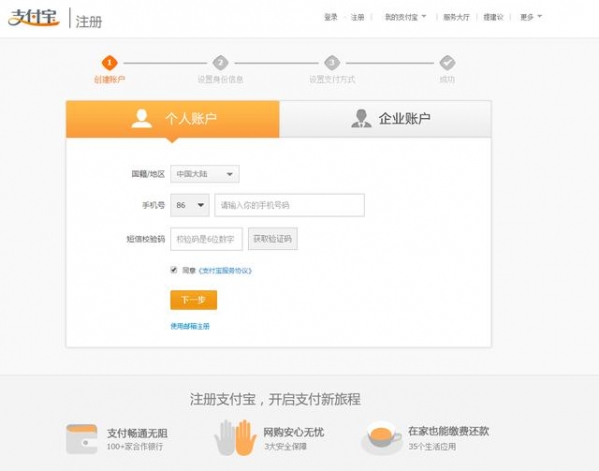 支付宝 | 注册
登录 - 注册 | 我的支付宝 | 服务大厅 | 提建议 | 更多
1 2 3
创建账户 设置身份信息 设置支付方式 成功
个人账户 企业账户
国籍/地区 中国大陆
手机号 86 请输入你的手机号码
短信校验码 校验码是6位数字 获取验证码
同意《支付宝服务协议》
下一步
使用邮箱注册
注册支付宝，开启支付新旅程
支付畅通无阻 网购安心无忧 在家也能缴费还款
100+家合作银行 3大安全保障 35个生活应用